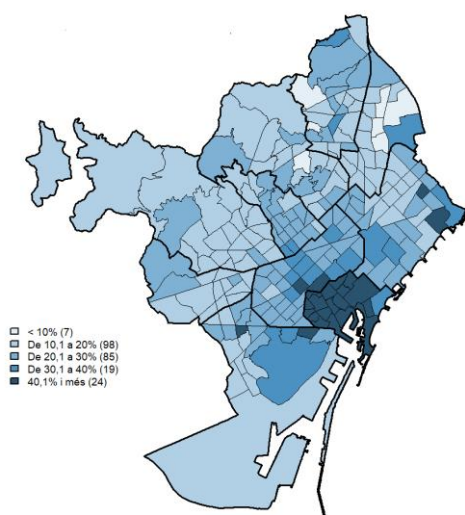 < 10% (7)
De 10,1 a 20% (98)
De 20,1 a 30% (85)
De 30,1 a 40% (19)
40,1% i més (24)